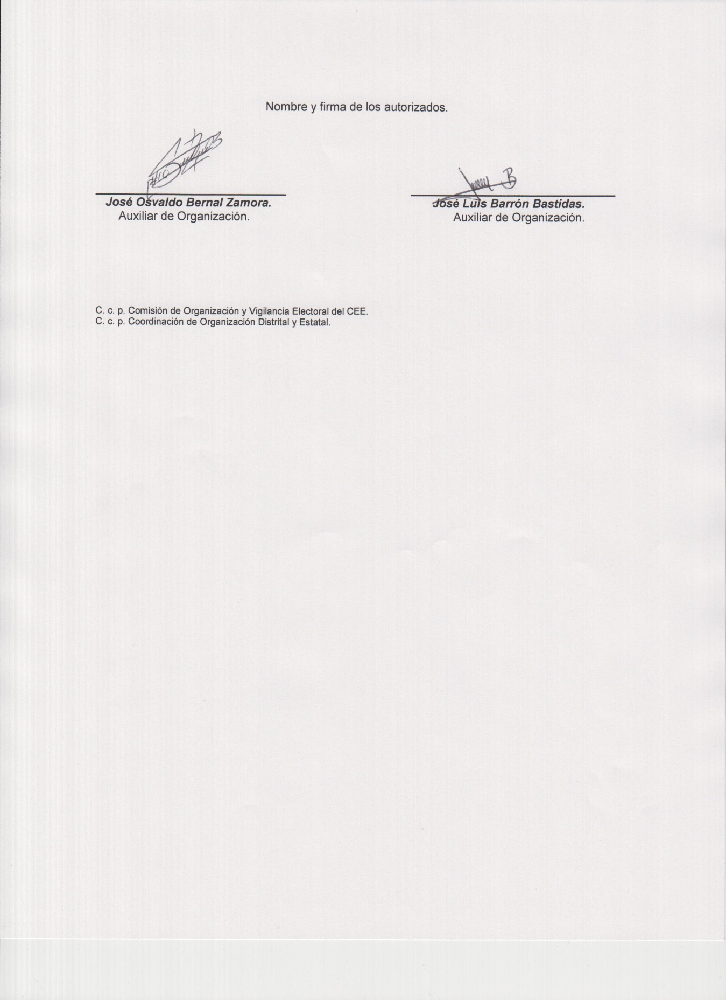 Nombre y firma de los autorizados.
José Osvaldo Bernal Zamora.
Auxiliar de Organización.
José Luis Barrón Bastidas.
Auxiliar de Organización.
C. c. p. Comisión de Organización y Vigilancia Electoral del CEE.
C. c. p. Coordinación de Organización Distrital y Estatal.